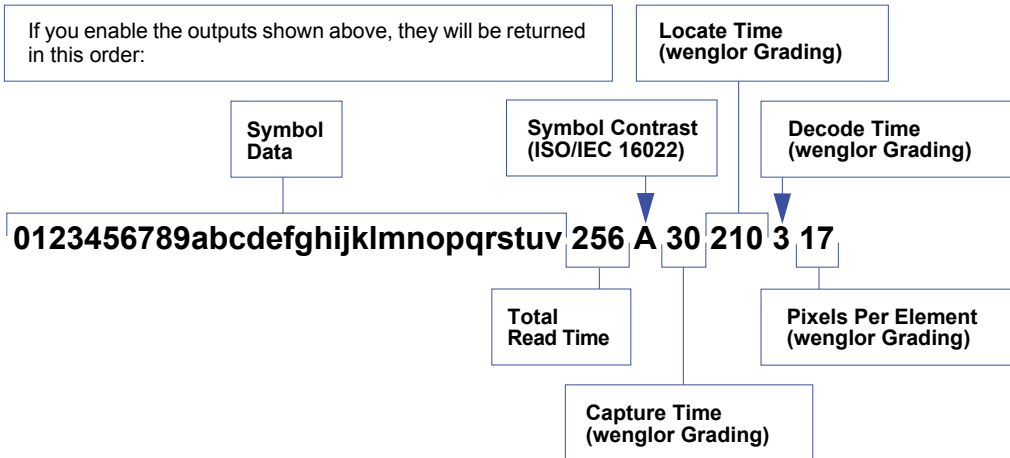 If you enable the outputs shown above, they will be returned
in this order:
Locate Time
(wenglor Grading)
Symbol
Data
Symbol Contrast
(ISO/IEC 16022)
Decode Time
(wenglor Grading)
0123456789abcdefghijklmnopqrstuv 256 A 30 210 3 17
Total
Read Time
Pixels Per Element
(wenglor Grading)
Capture Time
(wenglor Grading)